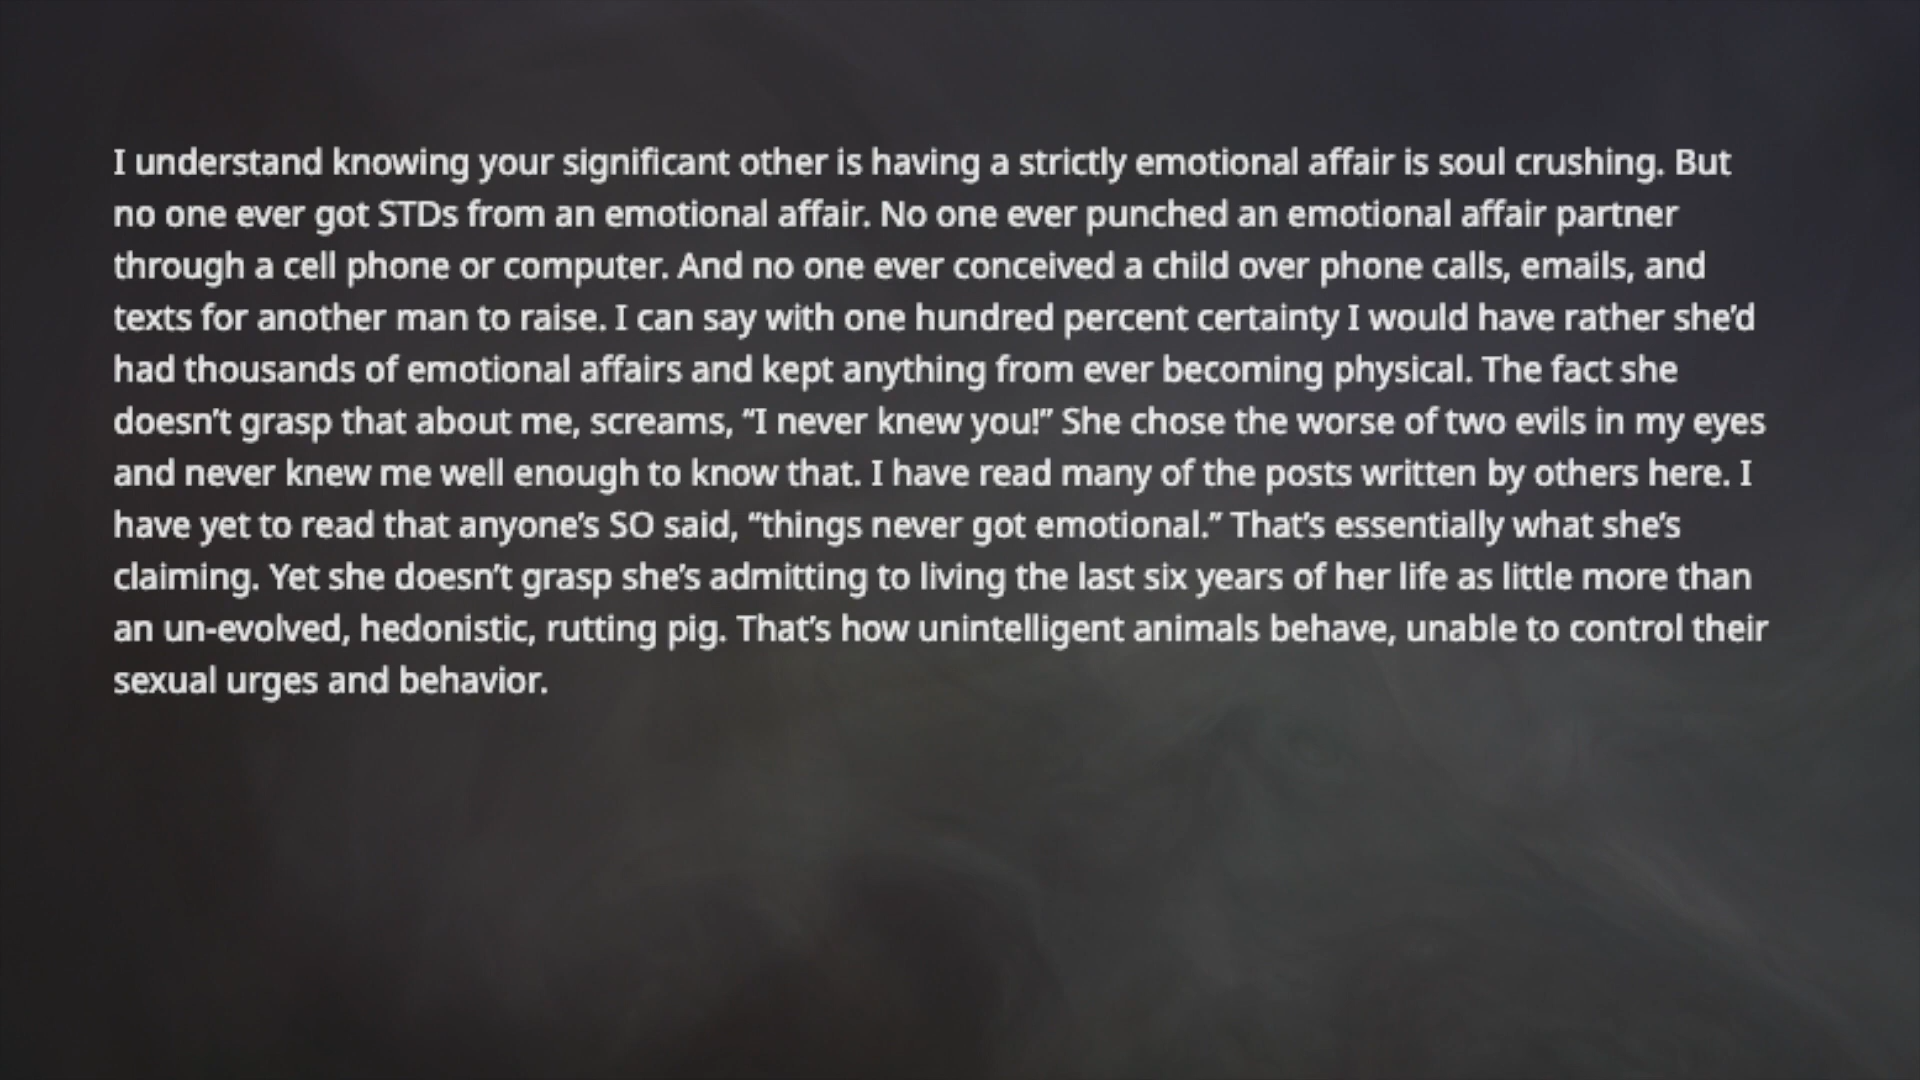 I understand knowing your significant other is having a strictly emotional affair is soul crushing. But
no one ever got STDs from an emotional affair. No one ever punched an emotional affair partner
through a cell phone or computer. And no one ever conceived a child over phone calls, emails, and
texts for another man to raise. I can say with one hundred percent certainty I would have rather she’d
had thousands of emotional affairs and kept anything from ever becoming physical. The fact she
doesn’t grasp that about me, screams, “I never knew you!” She chose the worse of two evils in my eyes
and never knew me well enough to know that. I have read many of the posts written by others here. I
have yet to read that anyone’s SO said, “things never got emotional.” That’s essentially what she’s
claiming. Yet she doesn’t grasp she’s admitting to living the last six years of her life as little more than
an un-evolved, hedonistic, rutting pig. That’s how unintelligent animals behave, unable to control their
sexual urges and behavior.